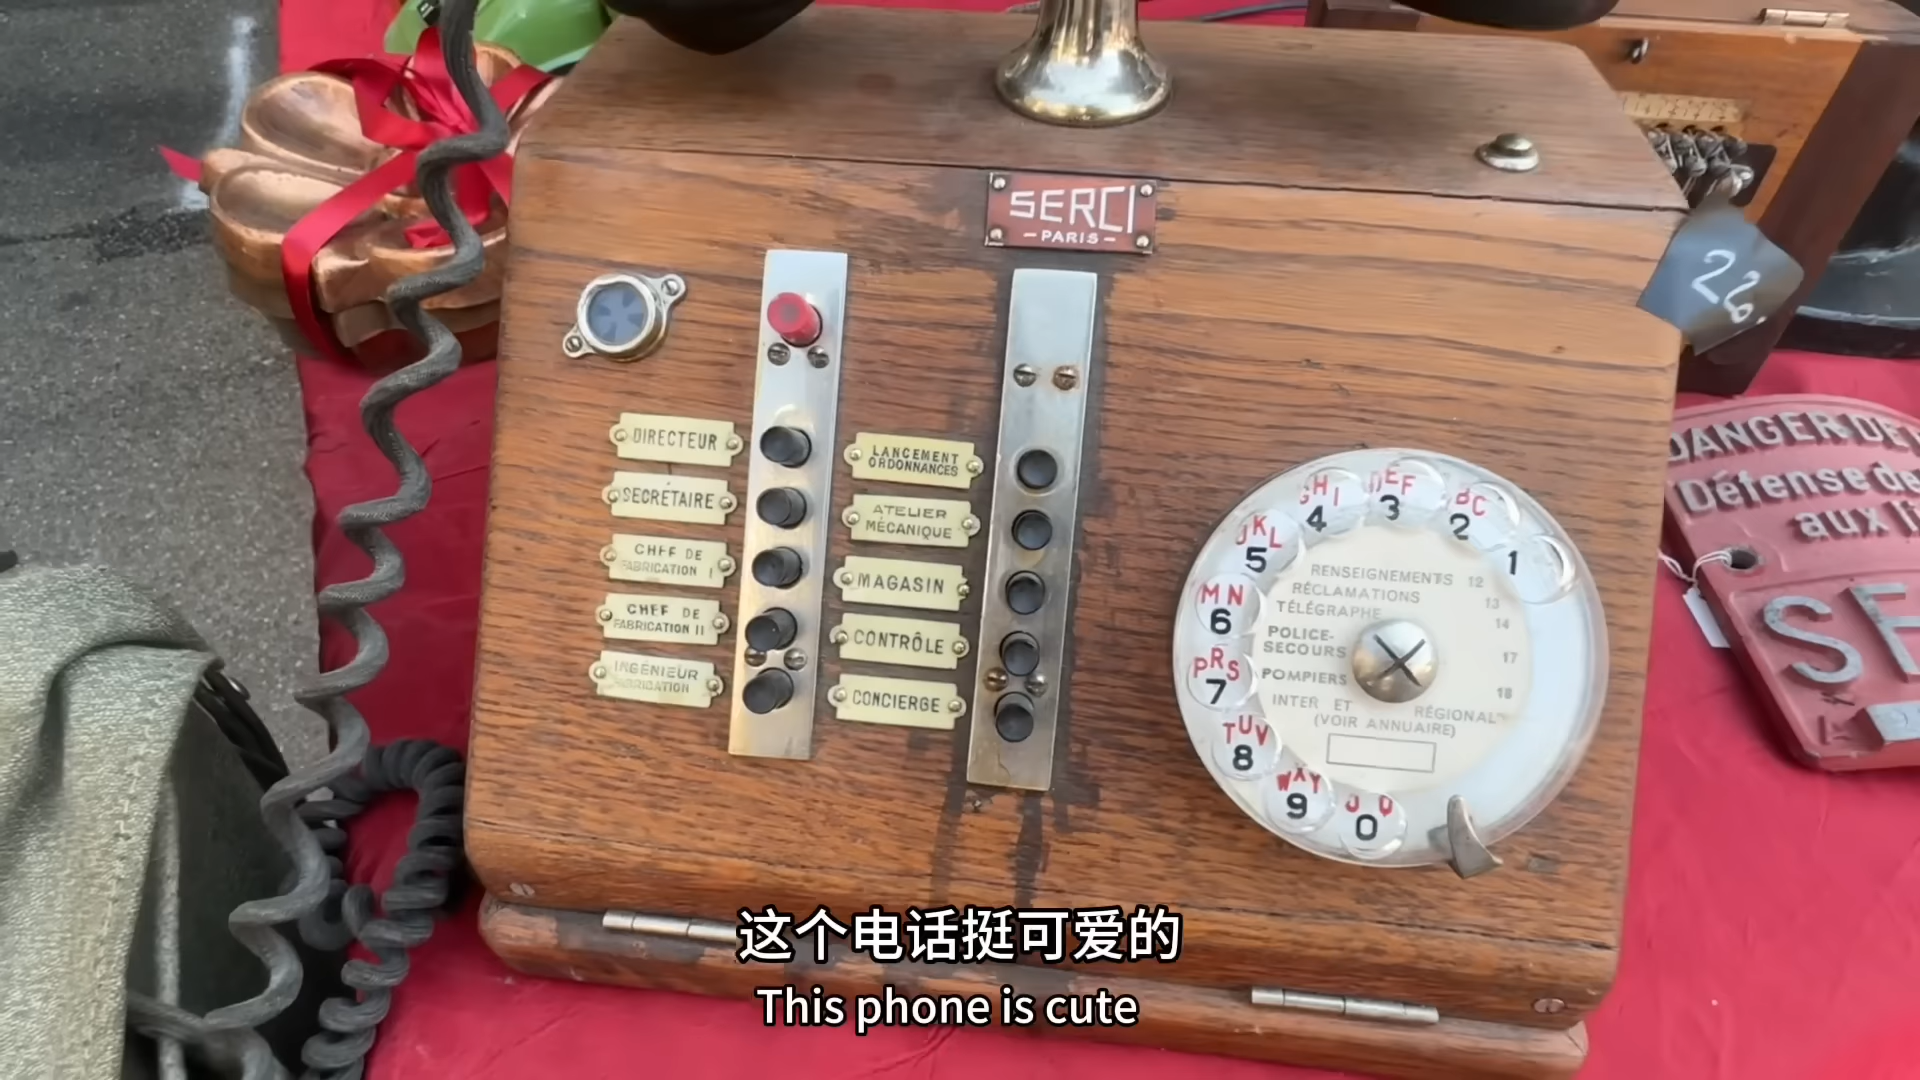 SERCI
-PARIS-
22.
DIRECTEUR
SECRÉTAIRE
CHEF DE
FABRICATION I
CHEF DE
FABRICATION II
INGÉNIEUR
FABRICATION
LANCEMENT
ORDONNANCES
ATELIER
MÉCANIQUE
MAGASIN
CONTRÔLE
CONCIERGE
1
ABC 2
DEF 3
GHI 4
JKL 5
MN 6
PRS 7
TUV 8
WXY 9
0
RENSEIGNEMENTS 12
RÉCLAMATIONS 13
TÉLÉGRAPHE 14
POLICE-
SECOURS 17
POMPIERS 18
INTER ET RÉGIONAL
(VOIR ANNUAIRE)
DANGER DE
Défense de
aux
这个电话挺可爱的
This phone is cute